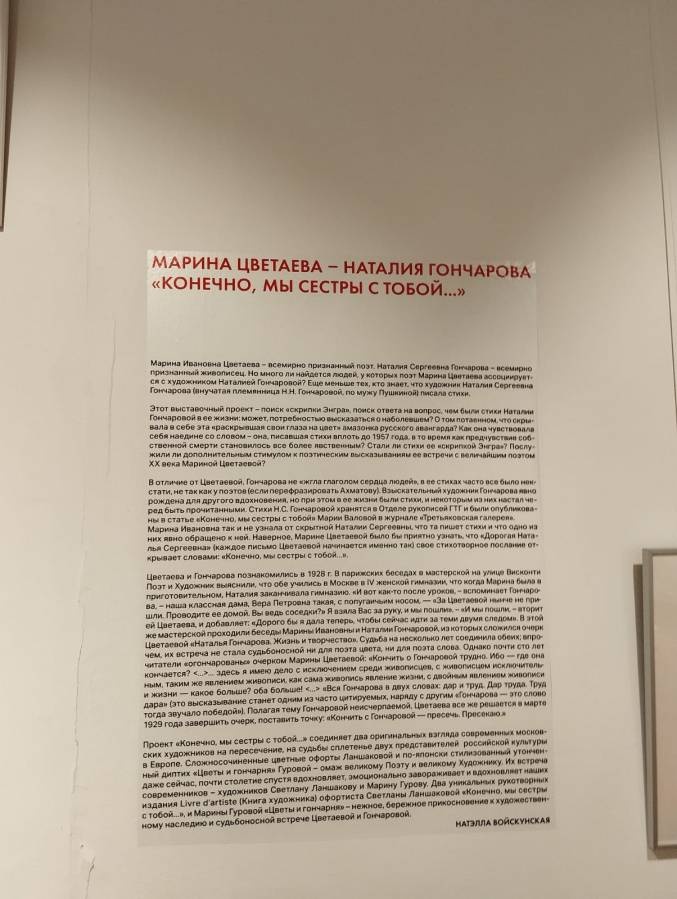 МАРИНА ЦВЕТАЕВА – НАТАЛИЯ ГОНЧАРОВА
«КОНЕЧНО, МЫ СЕСТРЫ С ТОБОЙ...»
Марина Ивановна Цветаева – всемирно признанный поэт. Наталия Сергеевна Гончарова – всемирно
признанный живописец. Но много ли найдется людей, у которых поэт Марина Цветаева ассоциирует-
ся с художником Наталией Гончаровой? Еще меньше тех, кто знает, что художник Наталия Сергеевна
Гончарова (внучатая племянница Н.Н. Гончаровой, по мужу Пушкиной) писала стихи.
Этот выставочный проект – поиск «скрипки Энгра», поиск ответа на вопрос, чем были стихи Наталии
Гончаровой в ее жизни: может, потребностью высказаться о наболевшем? О том потаенном, что скры-
вала в себе эта «раскрывшая свои глаза на цвет» амазонка русского авангарда? Как она чувствовала
себя наедине со словом – она, писавшая стихи вплоть до 1957 года, в то время как предчувствие соб-
ственной смерти становилось все более явственным? Стали ли стихи ее «скрипкой Энгра»? Послу-
жили ли дополнительным стимулом к поэтическим высказываниям ее встречи с величайшим поэтом
XX века Мариной Цветаевой?
В отличие от Цветаевой, Гончарова не «жгла глаголом сердца людей», в ее стихах часто все было нек-
стати, не так как у поэтов (если перефразировать Ахматову). Взыскательный художник Гончарова явно
рождена для другого вдохновения, но при этом в ее жизни были стихи, и некоторым из них настал че-
ред быть прочитанными. Стихи Н.С. Гончаровой хранятся в Отделе рукописей ГТГ и были опубликова-
ны в статье «Конечно, мы сестры с тобой» Марии Валовой в журнале «Третьяковская галерея».
Марина Ивановна так и не узнала от скрытной Наталии Сергеевны, что та пишет стихи и что одно из
них явно обращено к ней. Наверное, Марине Цветаевой было бы приятно узнать, что «Дорогая Ната-
лья Сергеевна» (каждое письмо Цветаевой начинается именно так) свое стихотворное послание от-
крывает словами: «Конечно, мы сестры с тобой...».
Цветаева и Гончарова познакомились в 1928 г. В парижских беседах в мастерской на улице Висконти
Поэт и Художник выяснили, что обе учились в Москве в IV женской гимназии, что когда Марина была в
приготовительном, Наталия заканчивала гимназию. «И вот как-то после уроков, – вспоминает Гончаро-
ва, – наша классная дама, Вера Петровна такая, с попугаичьим носом, — «За Цветаевой нынче не при-
шли. Проводите ее домой. Вы ведь соседки?» Я взяла Вас за руку, и мы пошли». – «И мы пошли, – вторит
ей Цветаева, и добавляет: «Дорого бы я дала теперь, чтобы сейчас идти за теми двумя следом». В этой
же мастерской проходили беседы Марины Ивановны и Наталии Гончаровой, из которых сложился очерк
Цветаевой «Наталья Гончарова. Жизнь и творчество». Судьба на несколько лет соединила обеих; впро-
чем, их встреча не стала судьбоносной ни для поэта цвета, ни для поэта слова. Однако почти сто лет
читатели «огончарованы» очерком Марины Цветаевой: «Кончить о Гончаровой трудно. Ибо — где она
кончается? <...>... здесь я имею дело с исключением среди живописцев, с живописцем исключитель-
ным, таким же явлением живописи, как сама живопись явление жизни, с двойным явлением живописи
и жизни — какое больше? оба больше! <...> «Вся Гончарова в двух словах: дар и труд. Дар труда. Труд
дара» (это высказывание станет одним из часто цитируемых, наряду с другим «Гончарова — это слово
тогда звучало победой»). Полагая тему Гончаровой неисчерпаемой, Цветаева все же решается в марте
1929 года завершить очерк, поставить точку: «Кончить с Гончаровой — пресечь. Пресекаю.»
Проект «Конечно, мы сестры с тобой...» соединяет два оригинальных взгляда современных москов-
ских художников на пересечение, на судьбы сплетенье двух представителей российской культуры
в Европе. Сложносочиненные цветные офорты Ланшаковой и по-японски стилизованный утончен-
ный диптих «Цветы и гончарня» Гуровой – омаж великому Поэту и великому Художнику. Их встреча
даже сейчас, почти столетие спустя вдохновляет, эмоционально завораживает и вдохновляет наших
современников – художников Светлану Ланшакову и Марину Гурову. Два уникальных рукотворных
издания Livre d'artiste (Книга художника) офортиста Светланы Ланшаковой «Конечно, мы сестры
с тобой...», и Марины Гуровой «Цветы и гончарня» – нежное, бережное прикосновение к художествен-
ному наследию и судьбоносной встрече Цветаевой и Гончаровой.
НАТЭЛЛА ВОЙСКУНСКАЯ